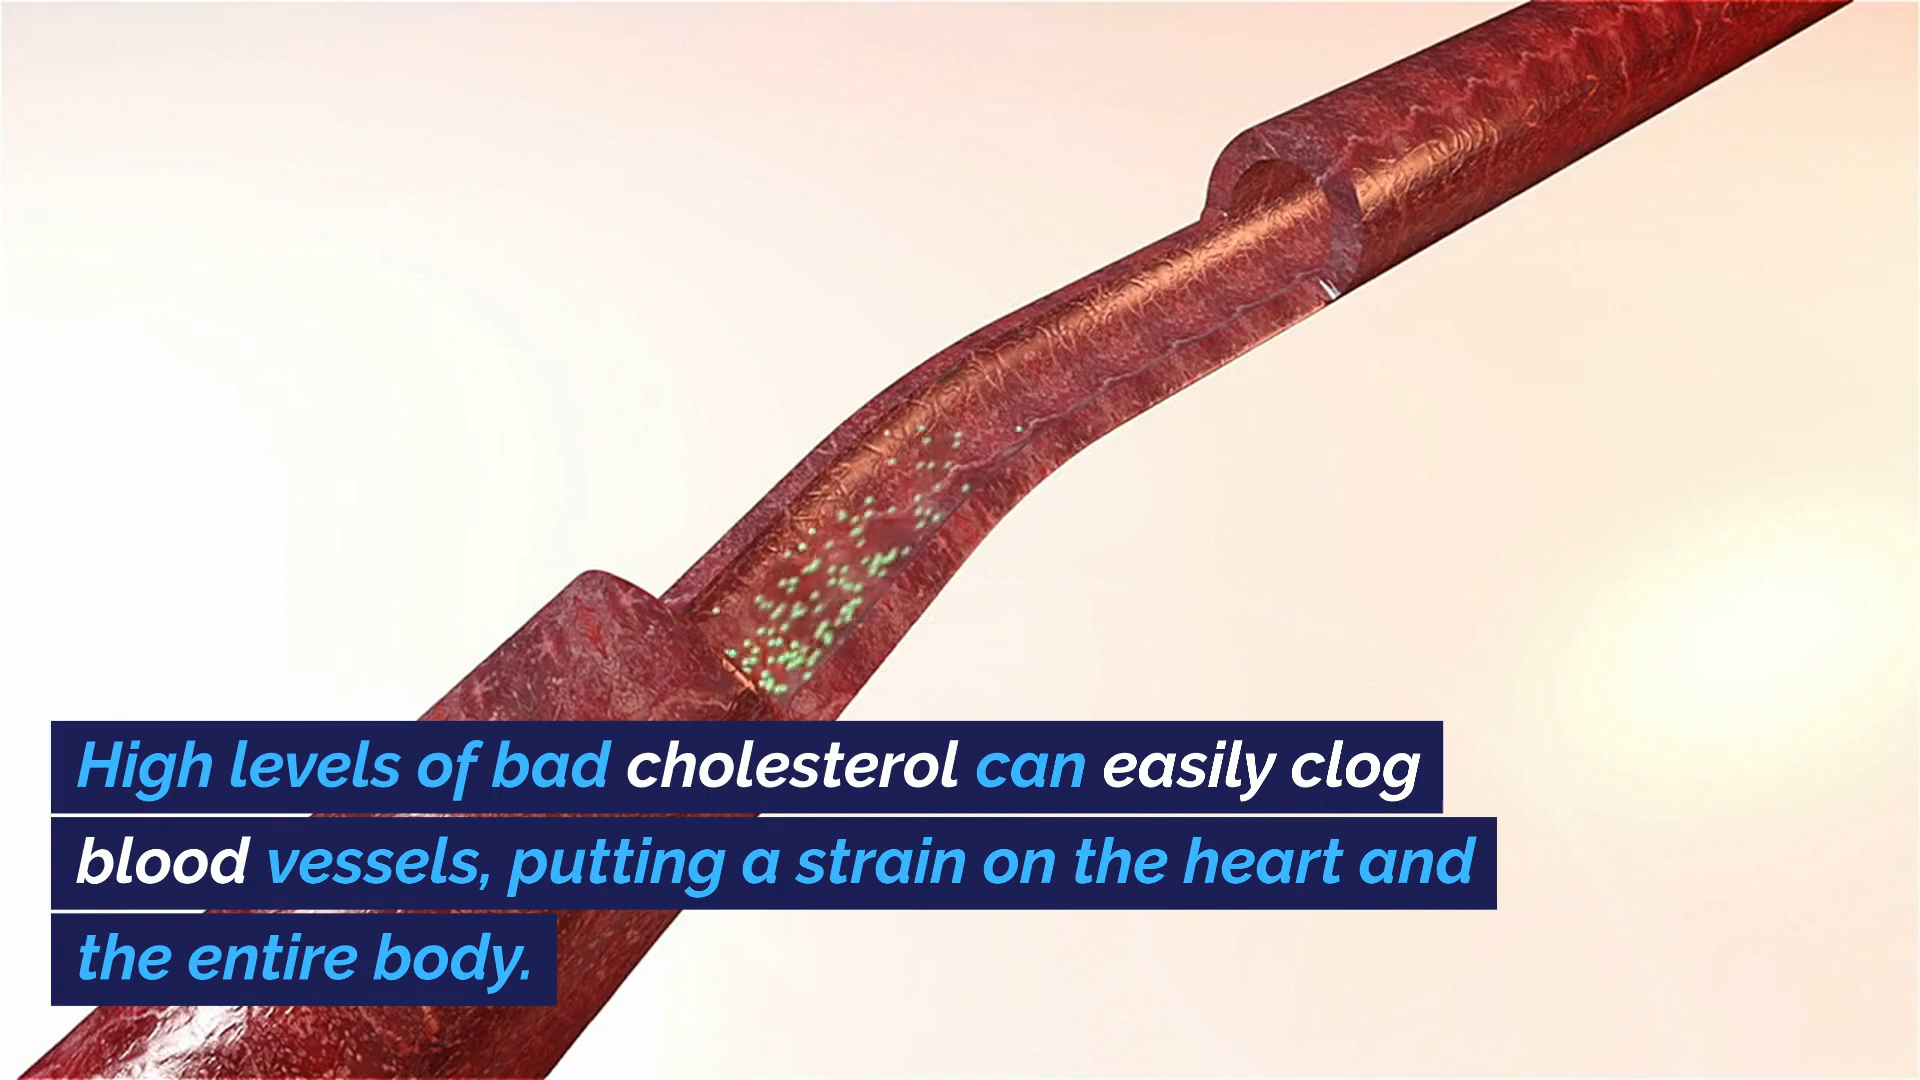 High levels of bad cholesterol can easily clog
blood vessels, putting a strain on the heart and
the entire body.